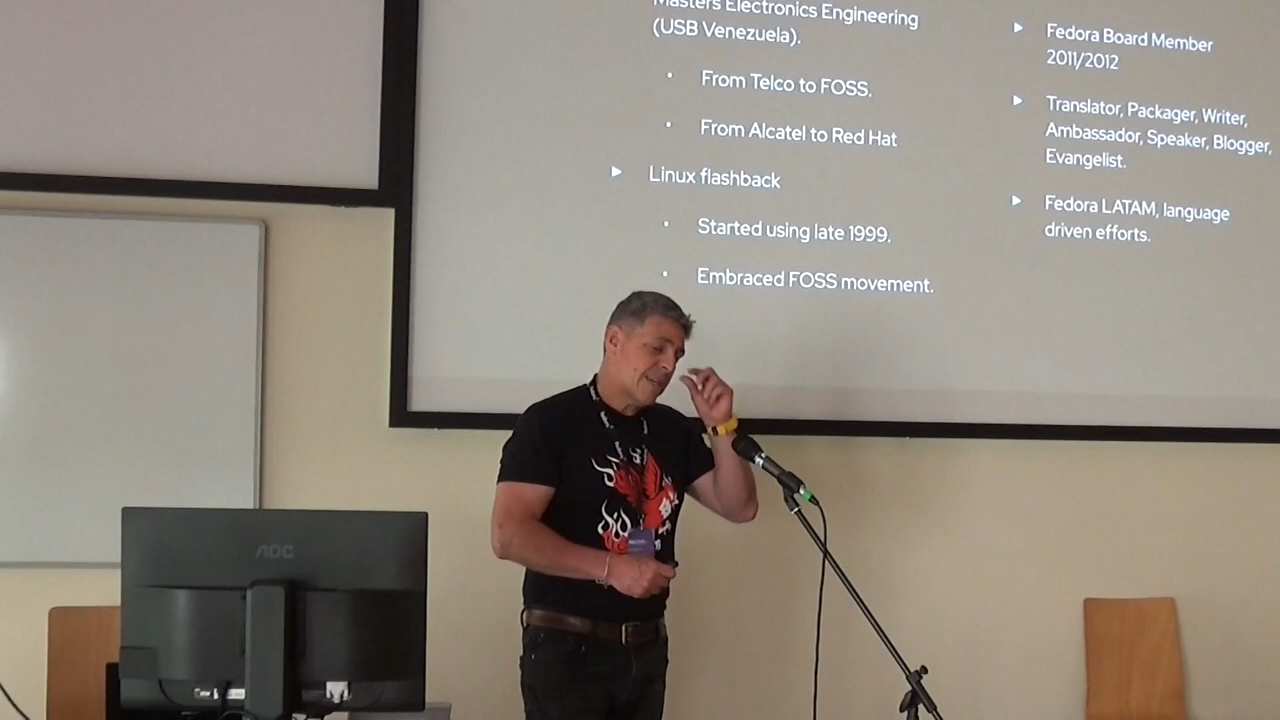 Masters Electronics Engineering
(USB Venezuela).
• From Telco to FOSS.
• From Alcatel to Red Hat
Linux flashback
• Started using late 1999.
• Embraced FOSS movement.
Fedora Board Member
2011/2012
Translator, Packager, Writer,
Ambassador, Speaker, Blogger,
Evangelist.
Fedora LATAM, language
driven efforts.
AOC